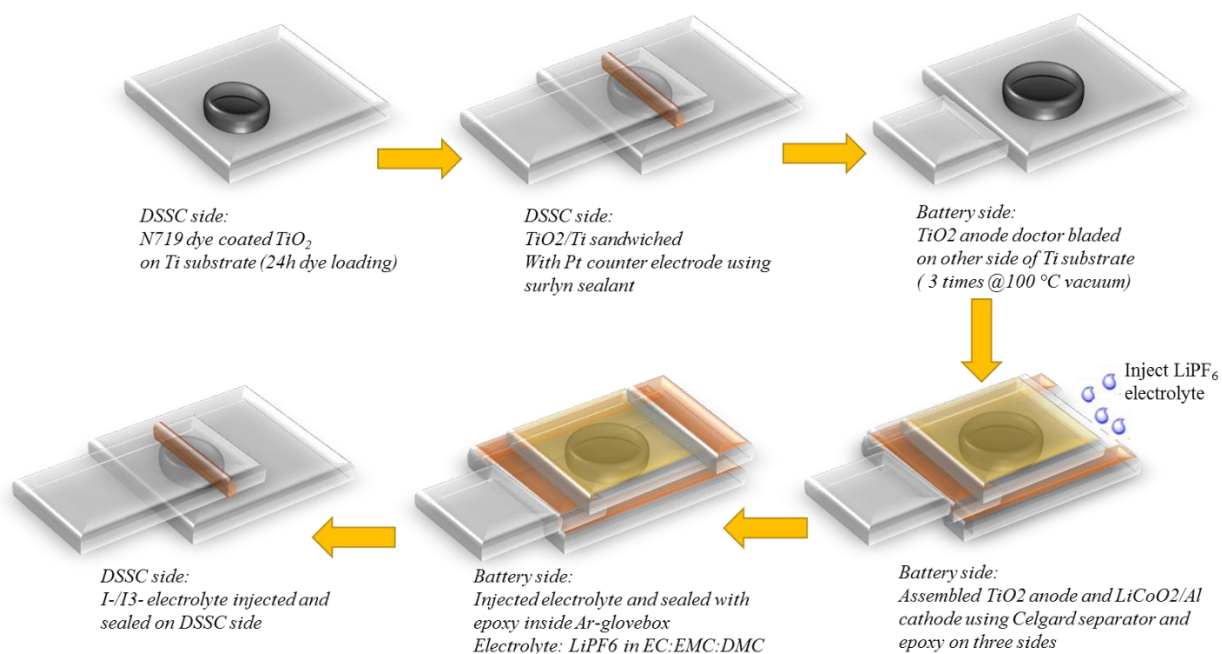 DSSC side:
N719 dye coated TiO₂
on Ti substrate (24h dye loading)
DSSC side:
TiO2/Ti sandwiched
With Pt counter electrode using
surlyn sealant
Battery side:
TiO2 anode doctor bladed
on other side of Ti substrate
( 3 times @100 °C vacuum)
Inject LiPF₆
electrolyte
Battery side:
Assembled TiO2 anode and LiCoO2/Al
cathode using Celgard separator and
epoxy on three sides
Battery side:
Injected electrolyte and sealed with
epoxy inside Ar-glovebox
Electrolyte: LiPF6 in EC:EMC:DMC
DSSC side:
I-/I3- electrolyte injected and
sealed on DSSC side